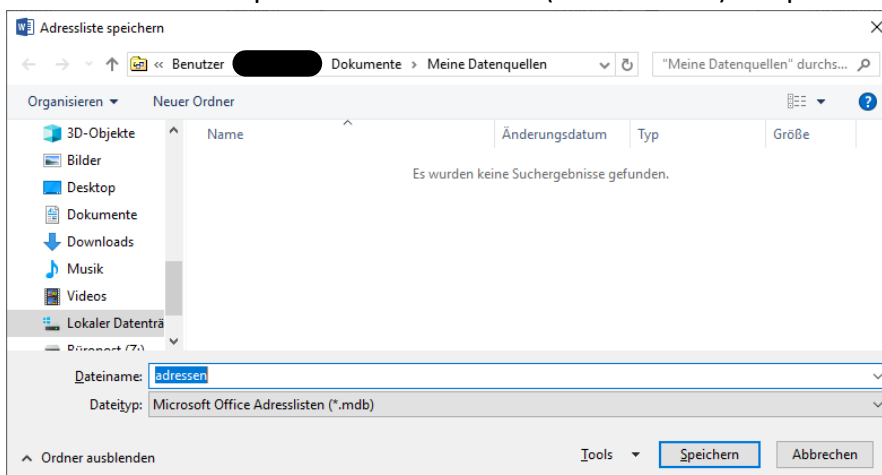 Adressliste speichern
« Benutzer Dokumente › Meine Datenquellen "Meine Datenquellen" durchs...
Organisieren Neuer Ordner
3D-Objekte
Bilder
Desktop
Dokumente
Downloads
Musik
Videos
Lokaler Datenträ
Name Änderungsdatum Typ Größe
Es wurden keine Suchergebnisse gefunden.
Dateiname: adressen
Dateityp: Microsoft Office Adresslisten (*.mdb)
Ordner ausblenden Tools Speichern Abbrechen